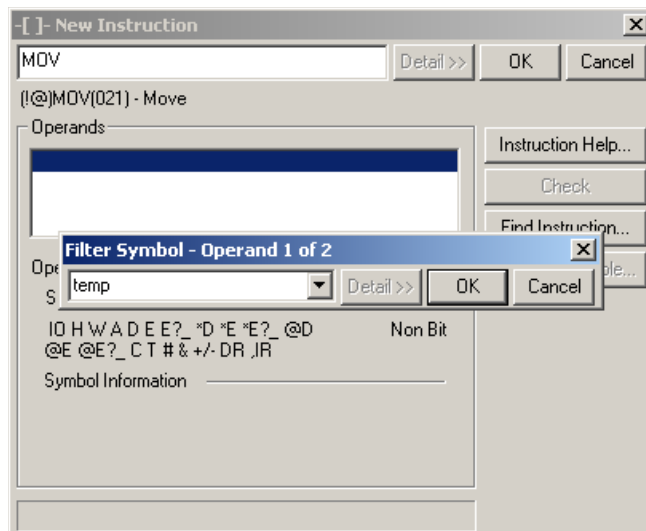 -[ ]- New Instruction
MOV
Detail >>
OK
Cancel
(!@)MOV(021) - Move
Operands
Instruction Help...
Check
Find Instruction...
Filter Symbol - Operand 1 of 2
temp
Detail >>
OK
Cancel
IO H W A D E E?_ *D *E *E?_ @D
Non Bit
@E @E?_ C T # & +/- DR ,IR
Symbol Information